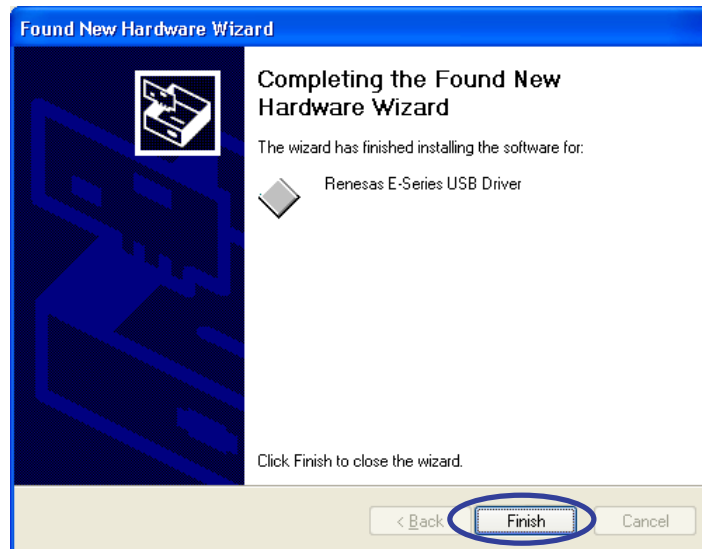 Found New Hardware Wizard
Completing the Found New
Hardware Wizard
The wizard has finished installing the software for:
Renesas E-Series USB Driver
Click Finish to close the wizard.
< Back Finish Cancel